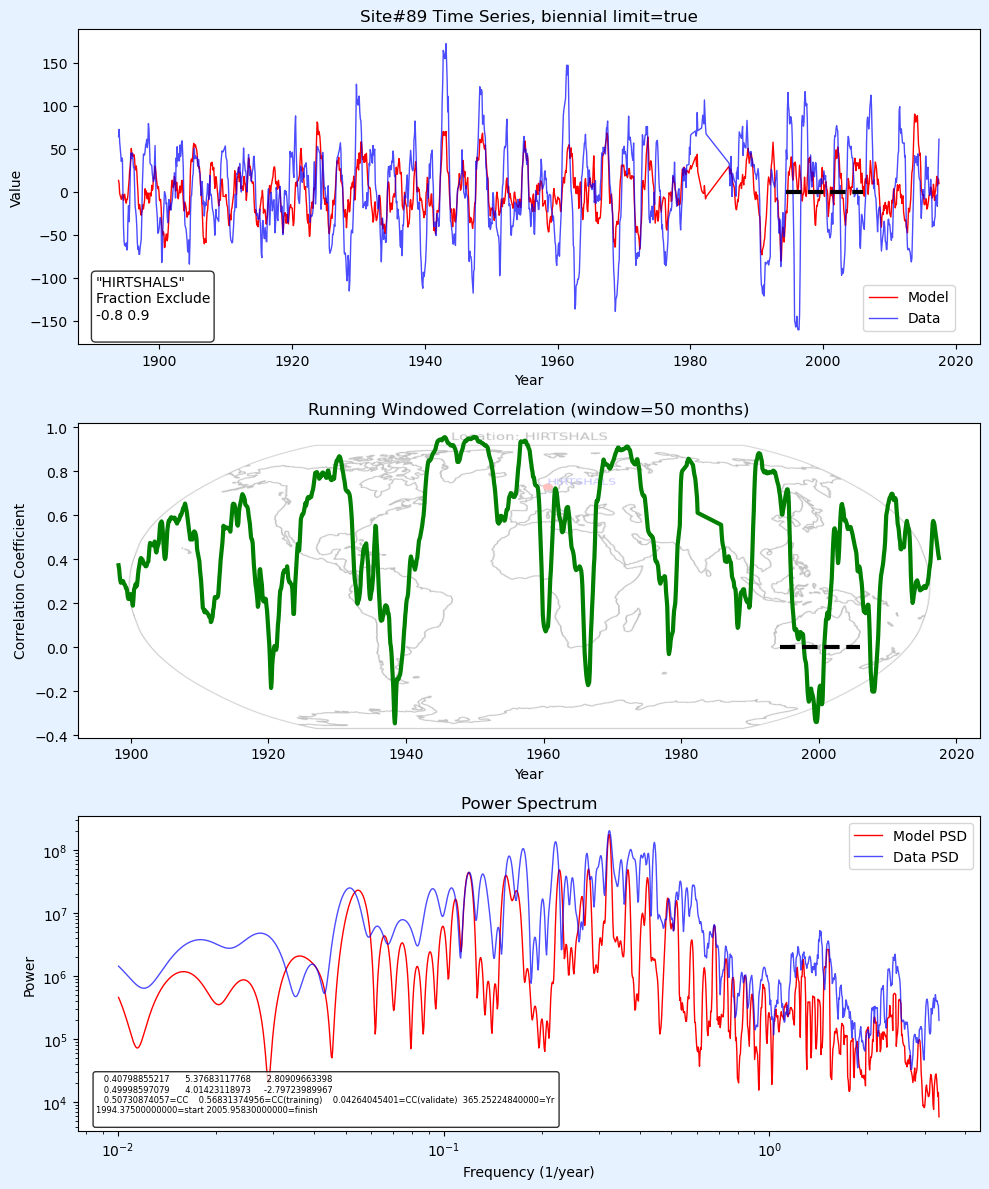 Site#89 Time Series, biennial limit=true
Value
150
100
50
0
−50
−100
−150
"HIRTSHALS"
Fraction Exclude
-0.8 0.9
Model
Data
1900
1920
1940
1960
1980
2000
2020
Year
Running Windowed Correlation (window=50 months)
Location: HIRTSHALS
HIRTSHALS
Correlation Coefficient
1.0
0.8
0.6
0.4
0.2
0.0
−0.2
−0.4
1900
1920
1940
1960
1980
2000
2020
Year
Power Spectrum
Model PSD
Data PSD
Power
10^8
10^7
10^6
10^5
10^4
0.40798855217 5.37683117768 2.80909663398
0.49998597079 4.01423118973 -2.79723989967
0.50730874057=CC 0.56831374956=CC(training) 0.04264045401=CC(validate) 365.25224840000=Yr
1994.37500000000=start 2005.95830000000=finish
10^−2
10^−1
10^0
Frequency (1/year)